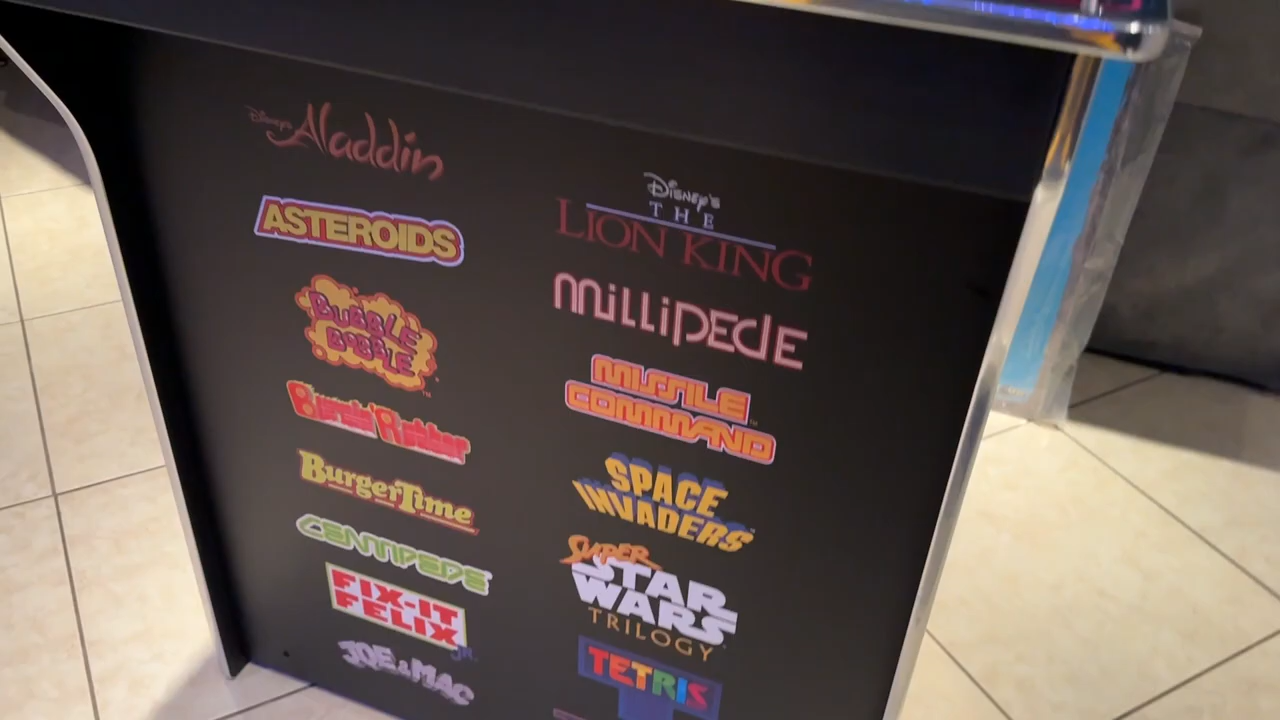 Disney's
Aladdin
ASTEROIDS
BUBBLE
BOBBLE
TM
Burnin' Rubber
BurgerTime
CENTIPEDE
FIX-IT
FELIX
JR.
JOE & MAC
Disney's
THE
LION KING
MILLIPEDE
MISSILE
COMMAND
SPACE
INVADERS
SUPER
STAR
WARS
TRILOGY
TETRIS